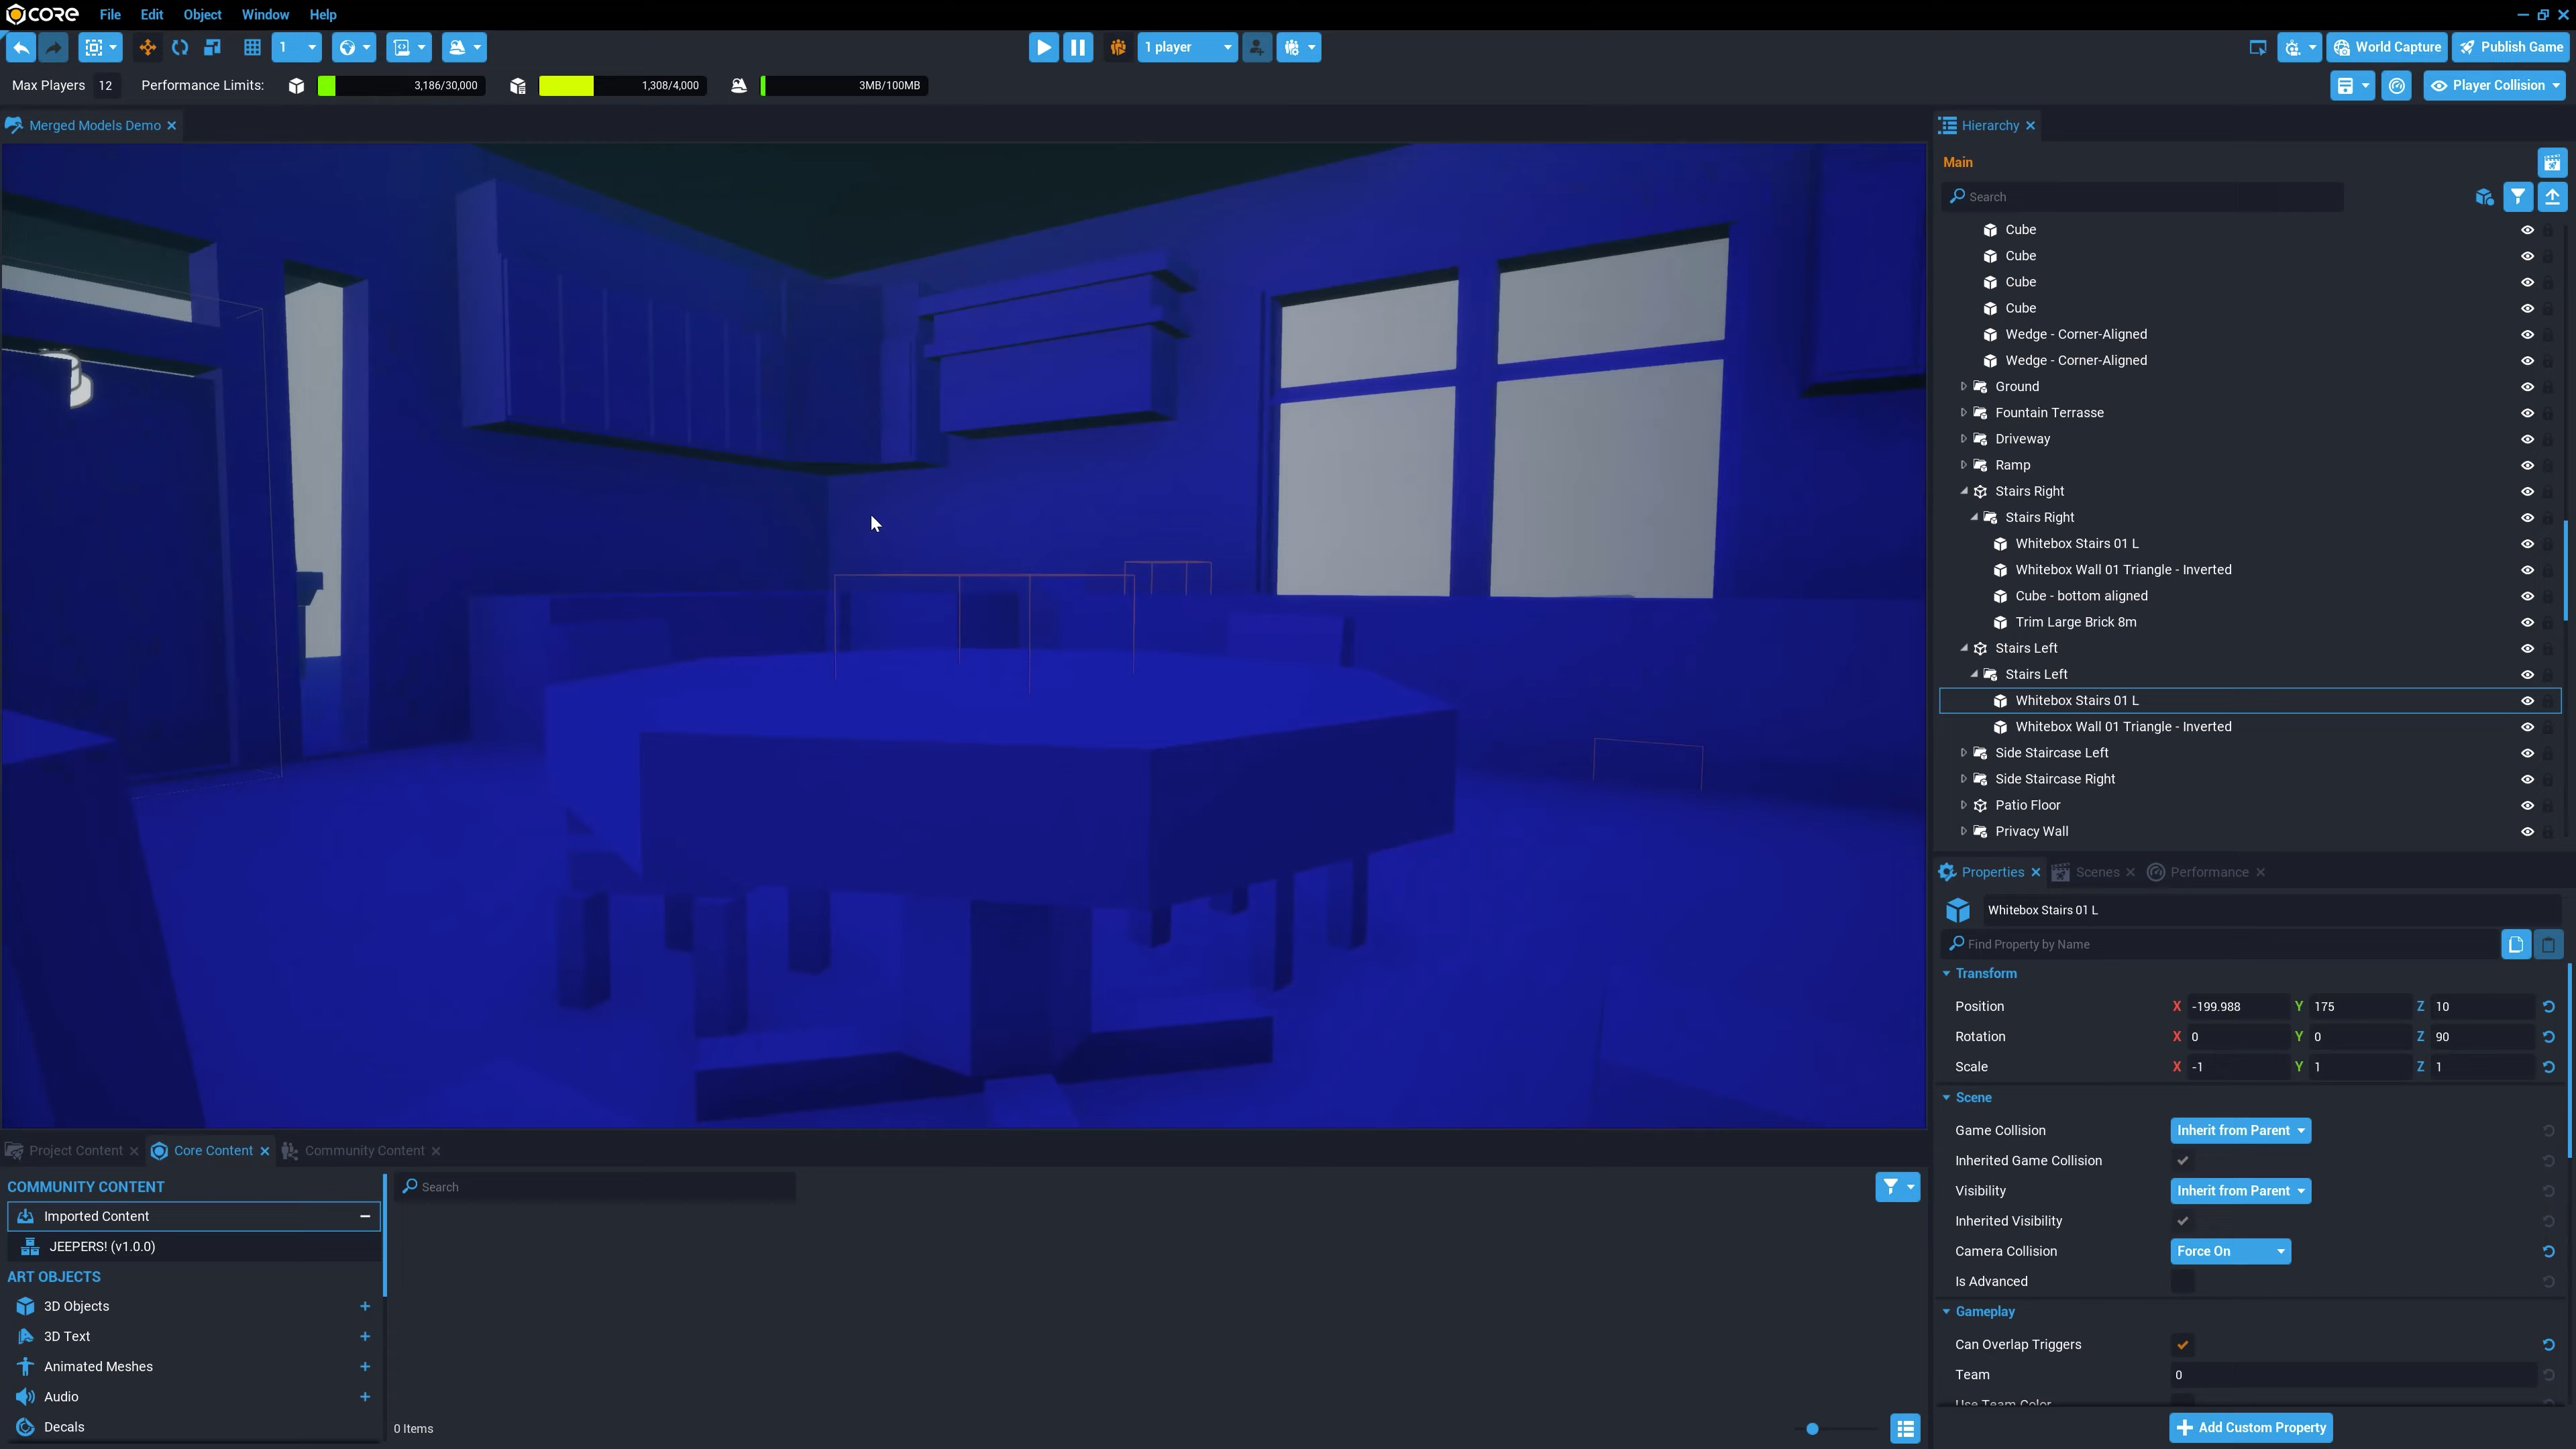 CORE File Edit Object Window Help
1 1 player World Capture Publish Game
Max Players 12 Performance Limits: 3,186/30,000 1,308/4,000 3MB/100MB Player Collision
Merged Models Demo
Hierarchy
Main
Search
Cube
Cube
Cube
Cube
Wedge - Corner-Aligned
Wedge - Corner-Aligned
Ground
Fountain Terrasse
Driveway
Ramp
Stairs Right
Stairs Right
Whitebox Stairs 01 L
Whitebox Wall 01 Triangle - Inverted
Cube - bottom aligned
Trim Large Brick 8m
Stairs Left
Stairs Left
Whitebox Stairs 01 L
Whitebox Wall 01 Triangle - Inverted
Side Staircase Left
Side Staircase Right
Patio Floor
Privacy Wall
Properties Scenes Performance
Whitebox Stairs 01 L
Find Property by Name
Transform
Position X -199.988 Y 175 Z 10
Rotation X 0 Y 0 Z 90
Scale X -1 Y 1 Z 1
Scene
Game Collision Inherit from Parent
Inherited Game Collision
Visibility Inherit from Parent
Inherited Visibility
Camera Collision Force On
Is Advanced
Gameplay
Can Overlap Triggers
Team 0
Use Team Color
Add Custom Property
Project Content Core Content Community Content
COMMUNITY CONTENT
Imported Content
JEEPERS! (v1.0.0)
ART OBJECTS
3D Objects
3D Text
Animated Meshes
Audio
Decals
Search
0 Items